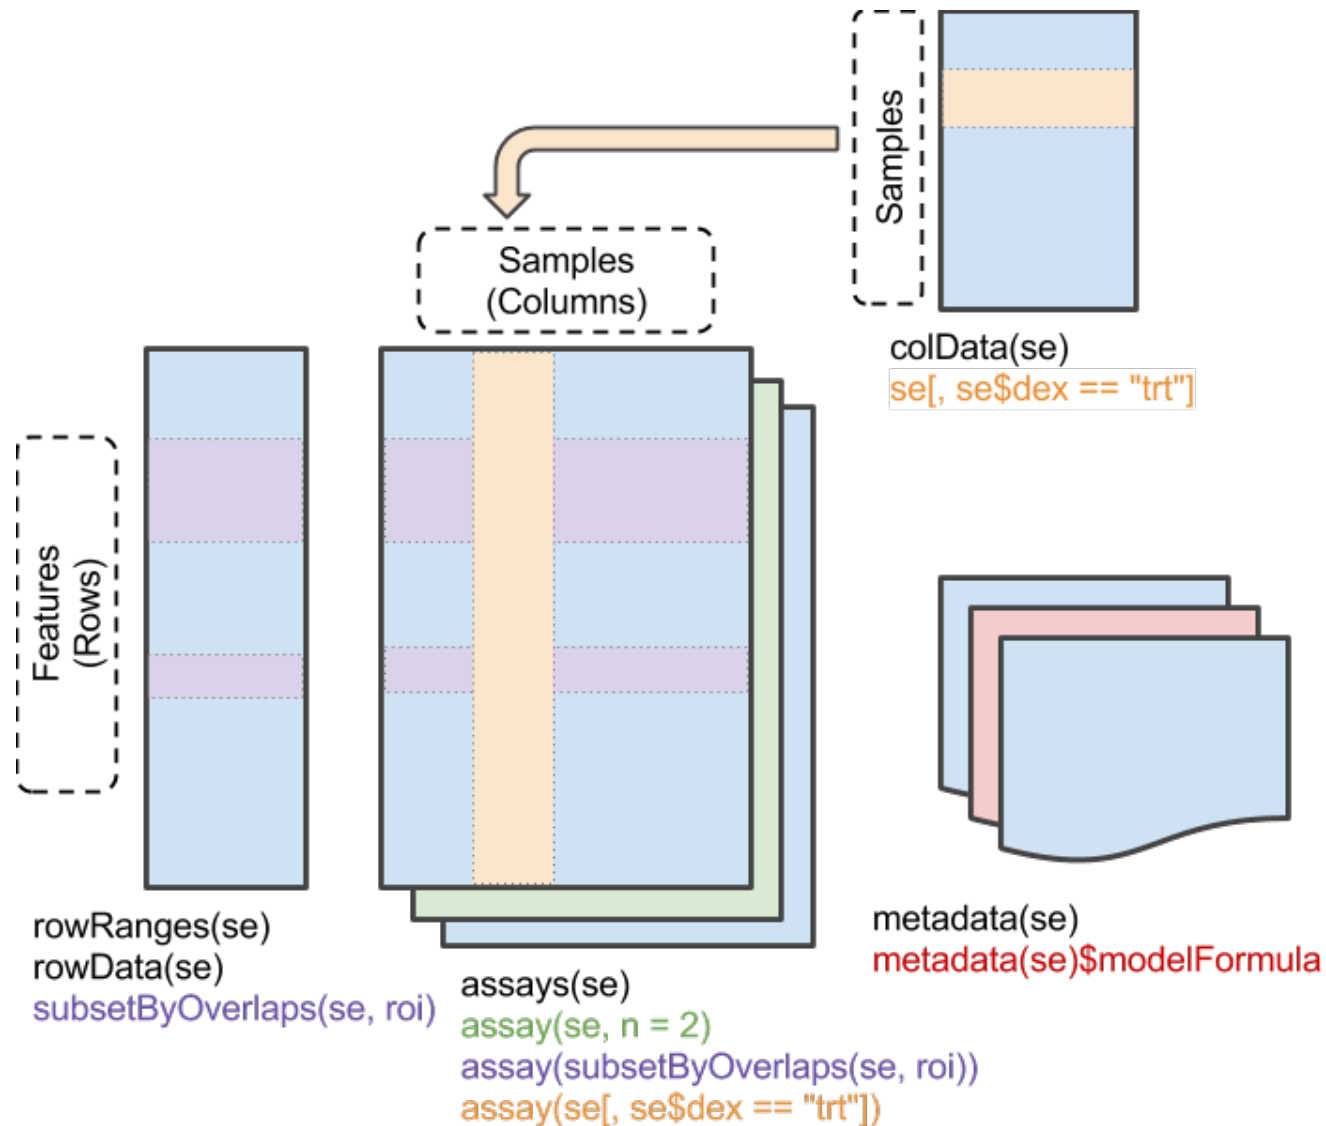 Samples
Samples
(Columns)
colData(se)
se[, se$dex == "trt"]
Features
(Rows)
rowRanges(se)
rowData(se)
subsetByOverlaps(se, roi)
assays(se)
assay(se, n = 2)
assay(subsetByOverlaps(se, roi))
assay(se[, se$dex == "trt"])
metadata(se)
metadata(se)$modelFormula